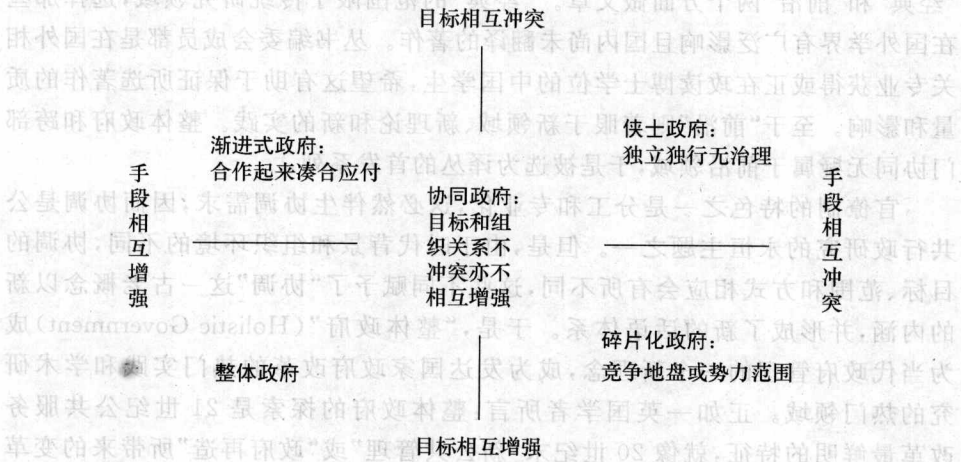 目标相互冲突
侠士政府：
独立独行无治理
渐进式政府：
合作起来凑合应付
手段相互增强
协同政府：
目标和组
织关系不
冲突亦不
相互增强
手段相互冲突
碎片化政府：
竞争地盘或势力范围
整体政府
目标相互增强